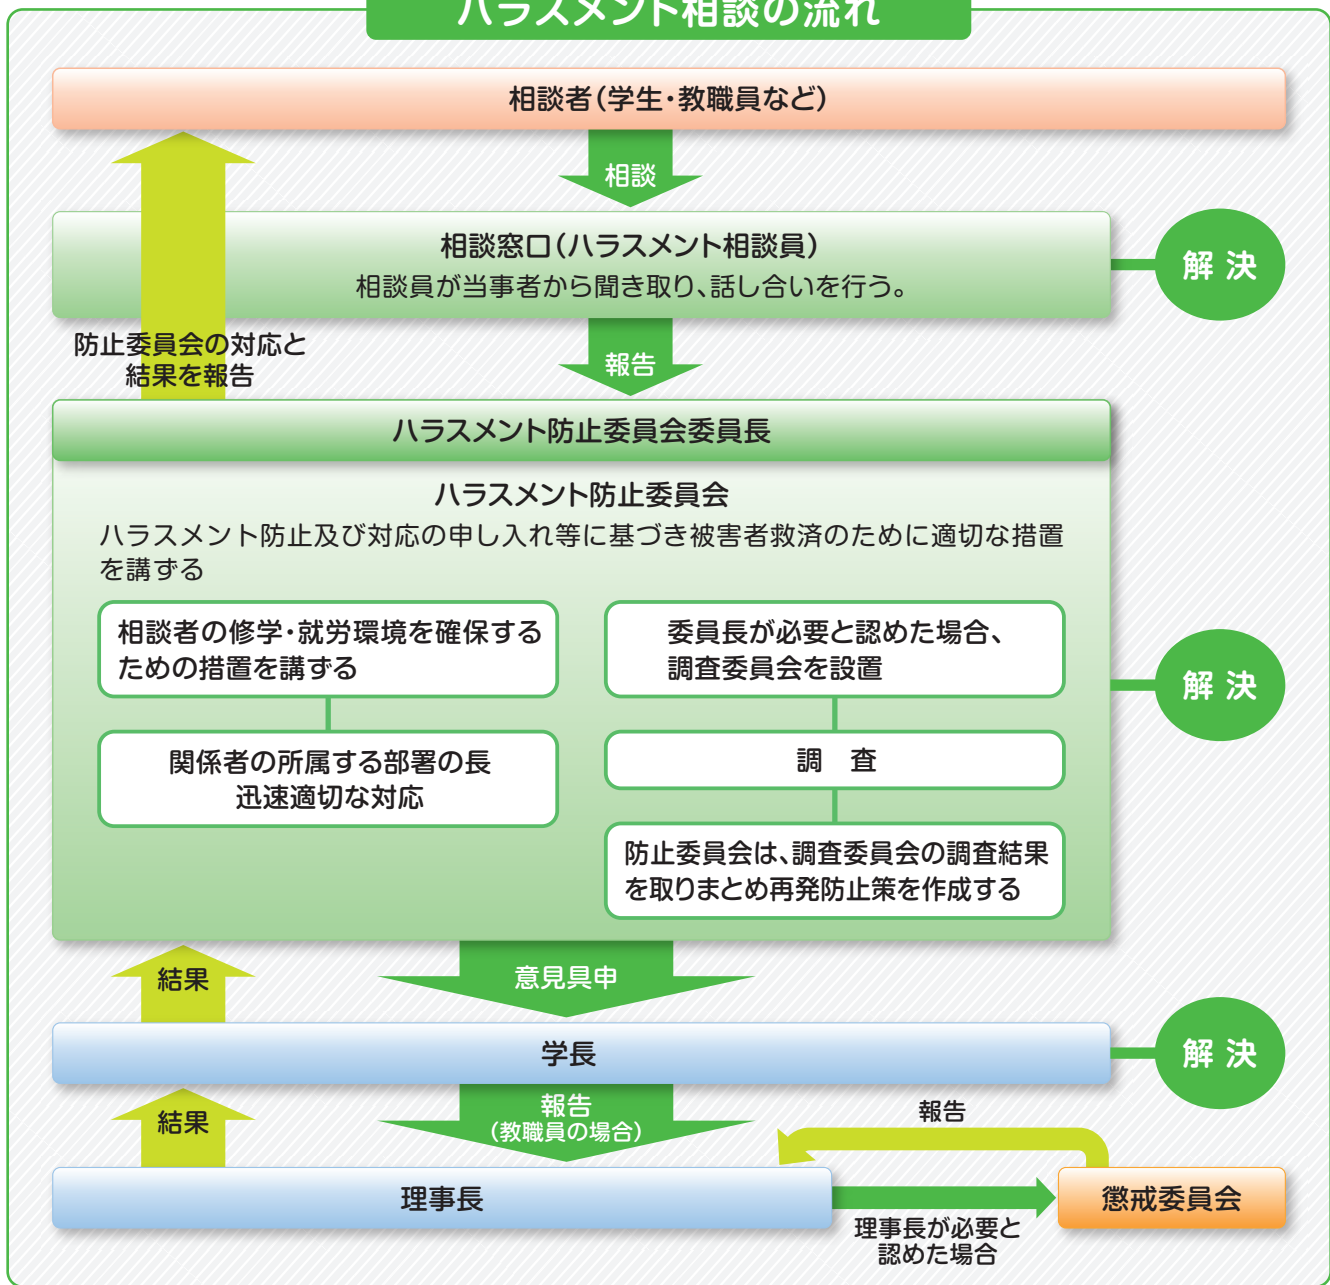 ハラスメント相談の流れ
相談者(学生・教職員など)
相談
相談窓口(ハラスメント相談員)
相談員が当事者から聞き取り、話し合いを行う。
解 決
防止委員会の対応と
結果を報告
報告
ハラスメント防止委員会委員長
ハラスメント防止委員会
ハラスメント防止及び対応の申し入れ等に基づき被害者救済のために適切な措置
を講ずる
相談者の修学・就労環境を確保する
ための措置を講ずる
関係者の所属する部署の長
迅速適切な対応
委員長が必要と認めた場合、
調査委員会を設置
調　査
防止委員会は、調査委員会の調査結果
を取りまとめ再発防止策を作成する
解 決
結果
意見具申
学長
解 決
結果
報告
(教職員の場合)
報告
理事長
理事長が必要と
認めた場合
懲戒委員会